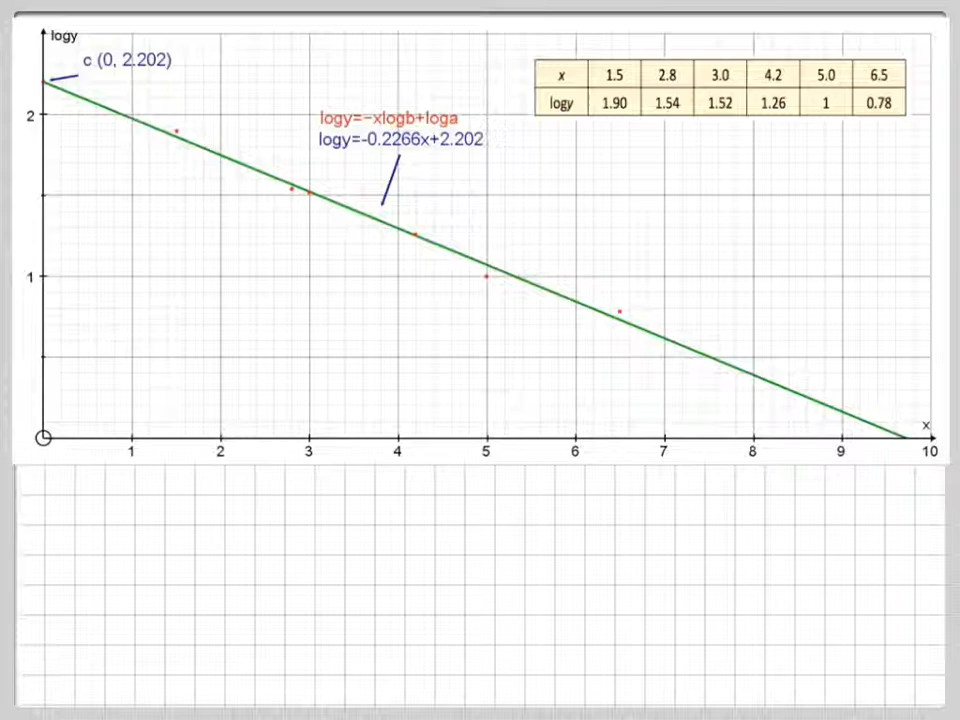 logy
c (0, 2.202)
x 1.5 2.8 3.0 4.2 5.0 6.5
logy 1.90 1.54 1.52 1.26 1 0.78
logy=−xlogb+loga
logy=-0.2266x+2.202
2
1
x
1 2 3 4 5 6 7 8 9 10